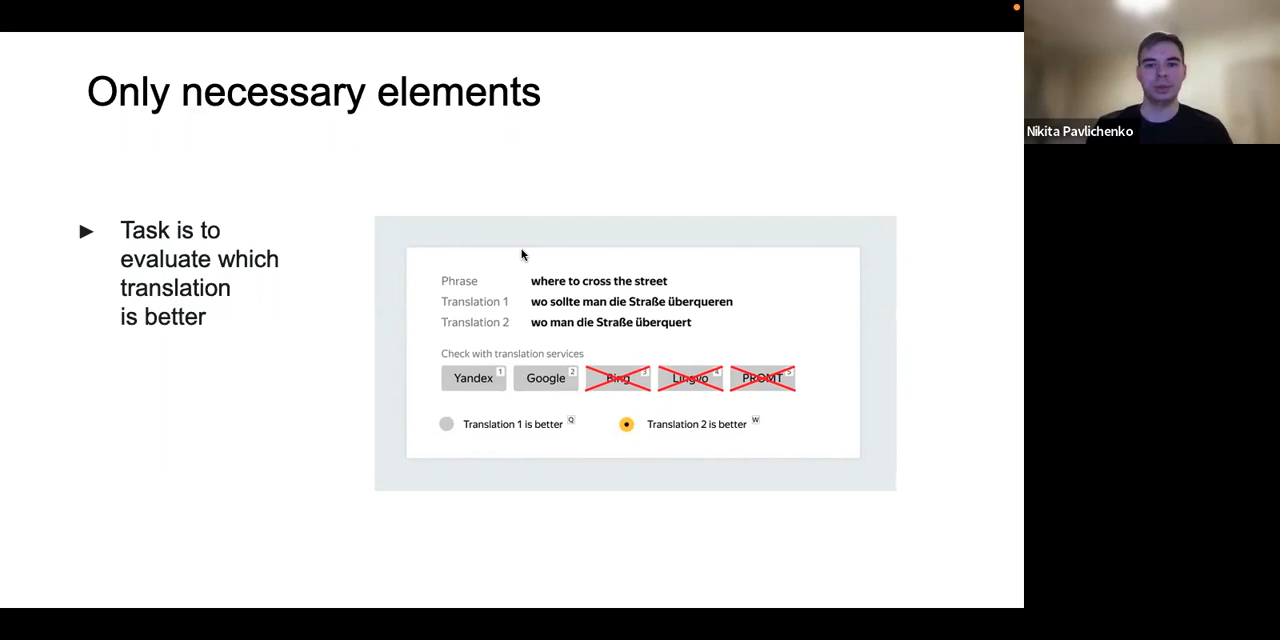 Only necessary elements
Nikita Pavlichenko
► Task is to
evaluate which
translation
is better
Phrase where to cross the street
Translation 1 wo sollte man die Straße überqueren
Translation 2 wo man die Straße überquert
Check with translation services
Yandex 1 Google 2 Bing 3 Lingvo 4 PROMT 5
Translation 1 is better Q Translation 2 is better W